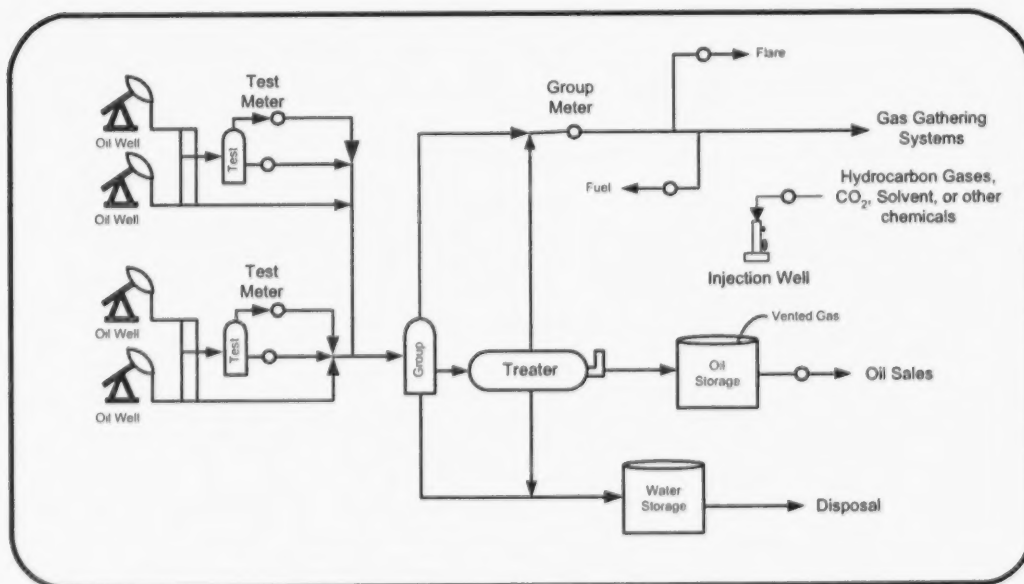 Flare
Test
Meter
Group
Meter
Oil Well
Test
Gas Gathering
Systems
Fuel
Hydrocarbon Gases,
CO₂, Solvent, or other
chemicals
Oil Well
Test
Meter
Injection Well
Vented Gas
Oil Well
Test
Group
Treater
Oil
Storage
Oil Sales
Oil Well
Water
Storage
Disposal